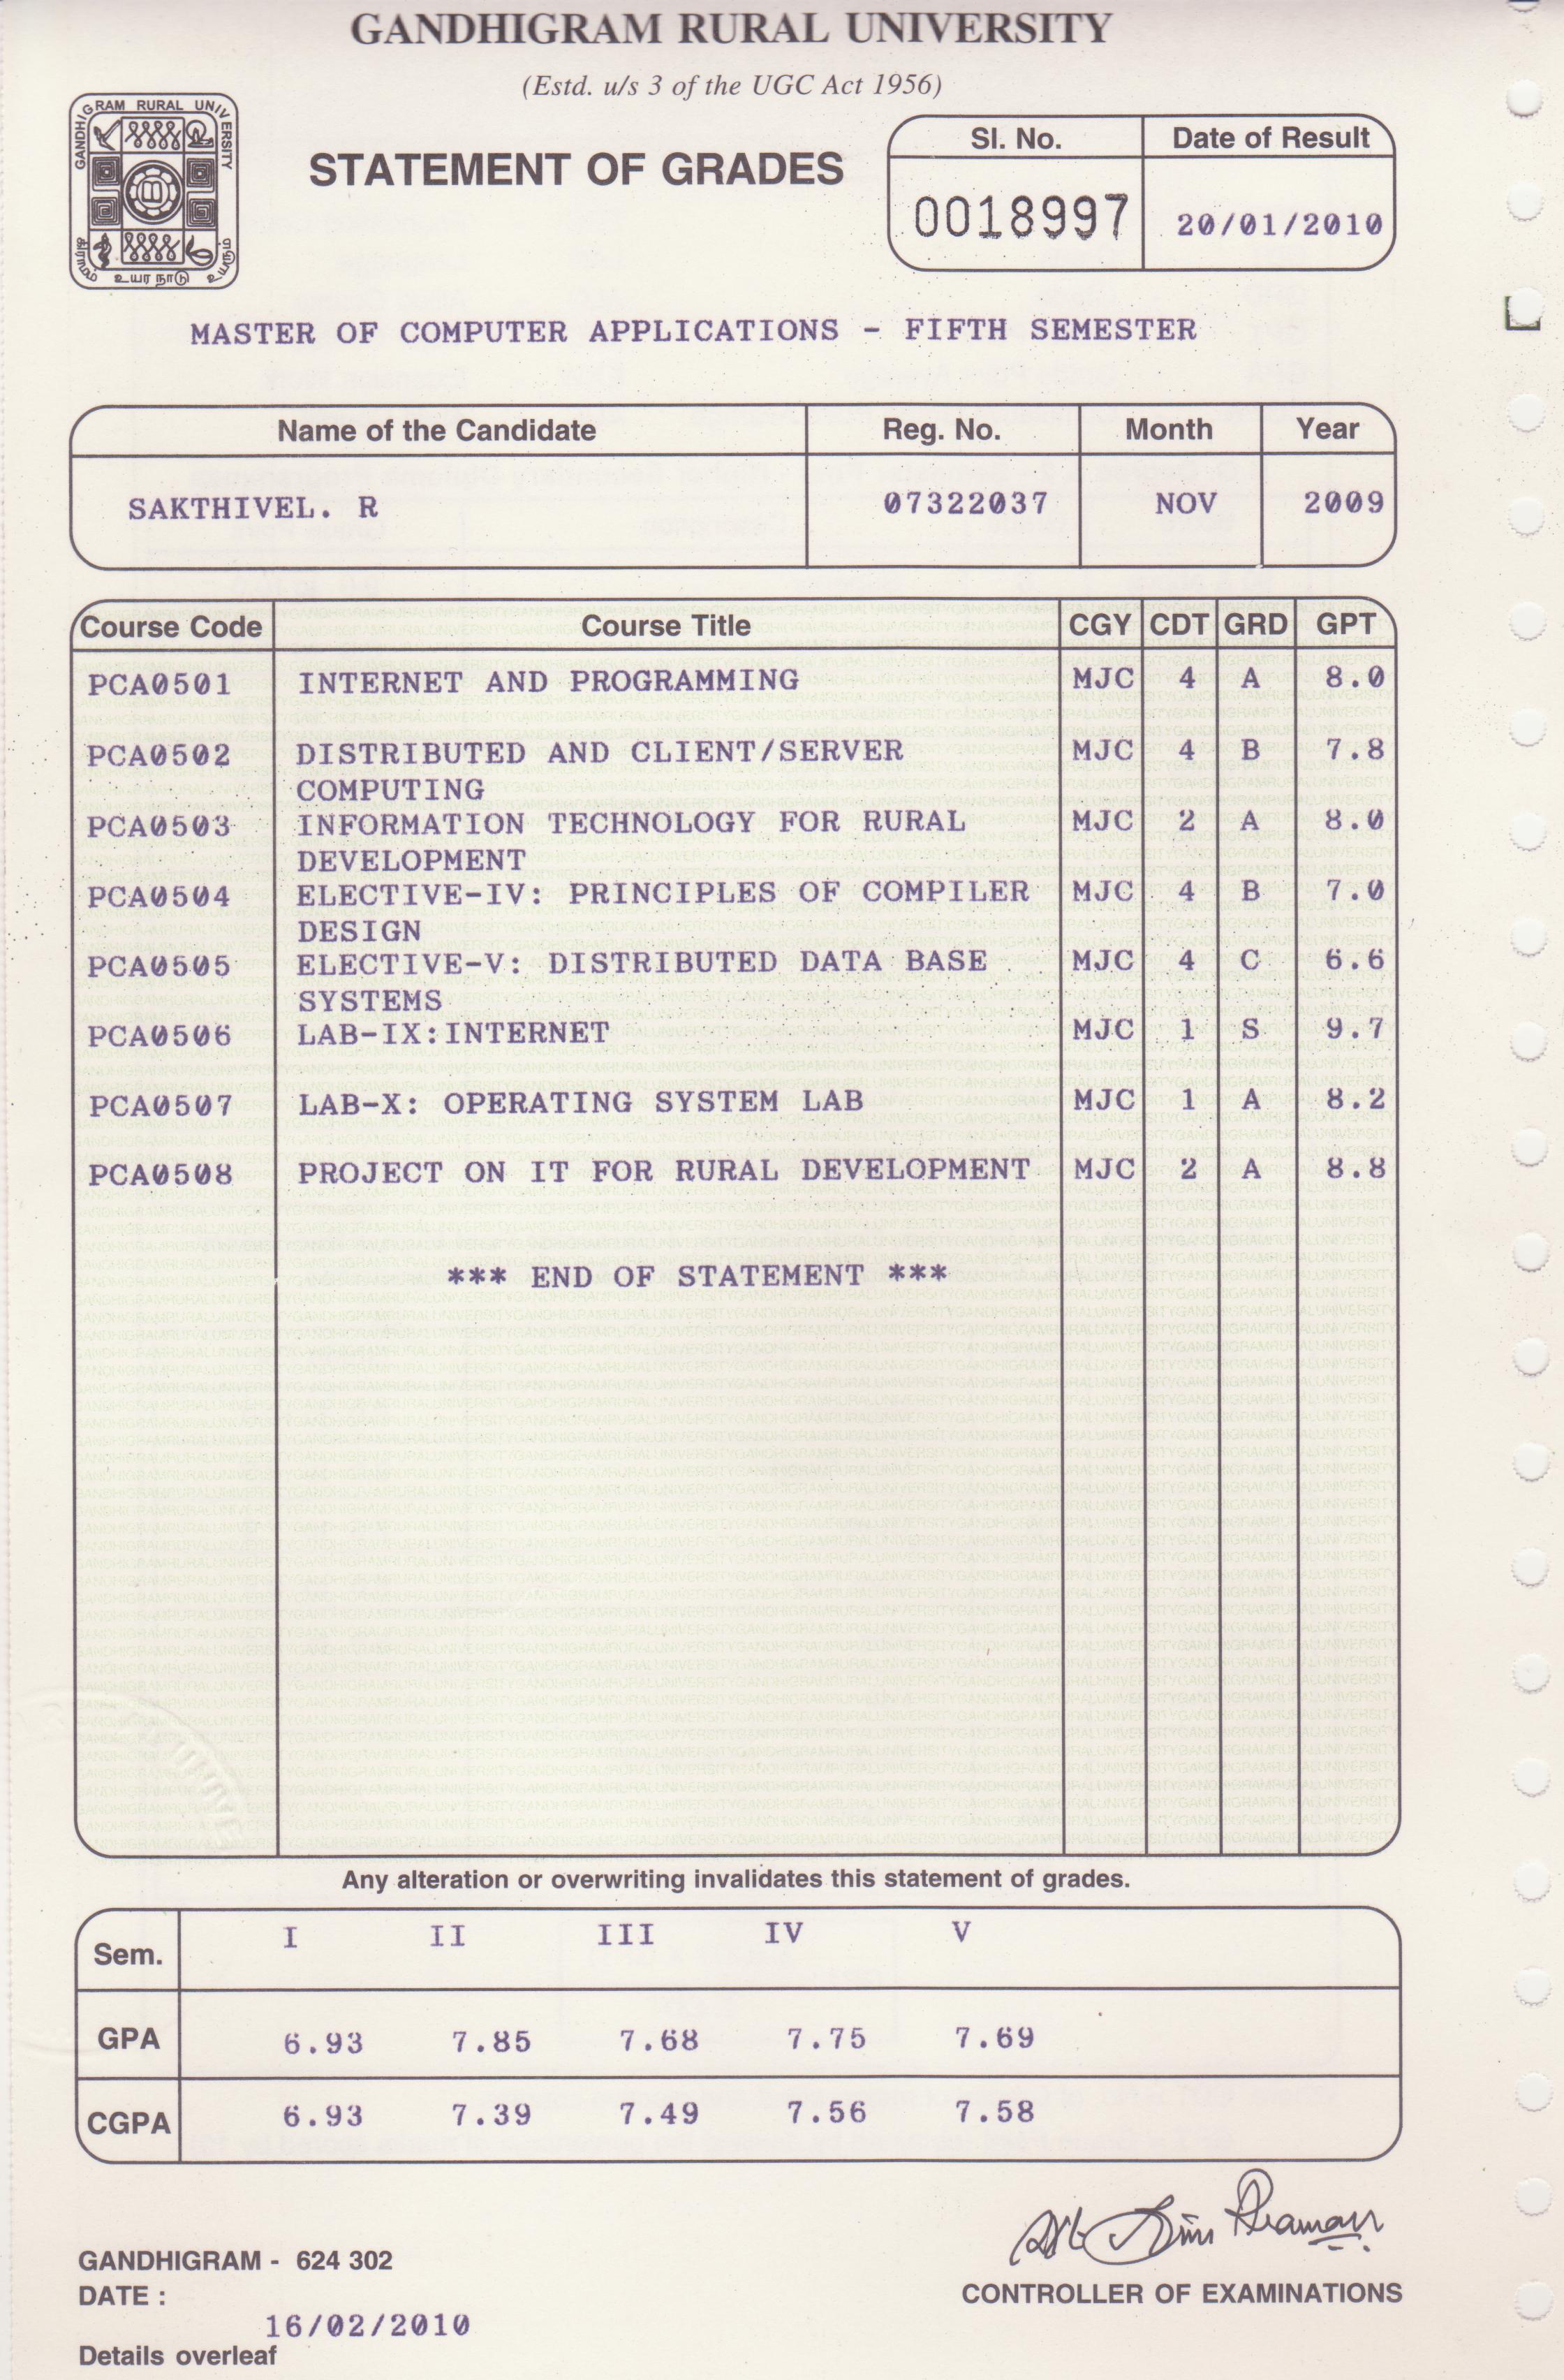 GANDHIGRAM RURAL UNIVERSITY
(Estd. u/s 3 of the UGC Act 1956)
GANDHIGRAM RURAL UNIVERSITY
உயர நாடு
STATEMENT OF GRADES
Sl. No. Date of Result
0018997 20/01/2010
MASTER OF COMPUTER APPLICATIONS - FIFTH SEMESTER
Name of the Candidate Reg. No. Month Year
SAKTHIVEL. R 07322037 NOV 2009
Course Code Course Title CGY CDT GRD GPT
PCA0501 INTERNET AND PROGRAMMING MJC 4 A 8.0
PCA0502 DISTRIBUTED AND CLIENT/SERVER MJC 4 B 7.8
COMPUTING
PCA0503 INFORMATION TECHNOLOGY FOR RURAL MJC 2 A 8.0
DEVELOPMENT
PCA0504 ELECTIVE-IV: PRINCIPLES OF COMPILER MJC 4 B 7.0
DESIGN
PCA0505 ELECTIVE-V: DISTRIBUTED DATA BASE MJC 4 C 6.6
SYSTEMS
PCA0506 LAB-IX:INTERNET MJC 1 S 9.7
PCA0507 LAB-X: OPERATING SYSTEM LAB MJC 1 A 8.2
PCA0508 PROJECT ON IT FOR RURAL DEVELOPMENT MJC 2 A 8.8
*** END OF STATEMENT ***
Any alteration or overwriting invalidates this statement of grades.
Sem. I II III IV V
GPA 6.93 7.85 7.68 7.75 7.69
CGPA 6.93 7.39 7.49 7.56 7.58
GANDHIGRAM - 624 302
DATE :
16/02/2010
CONTROLLER OF EXAMINATIONS
Details overleaf